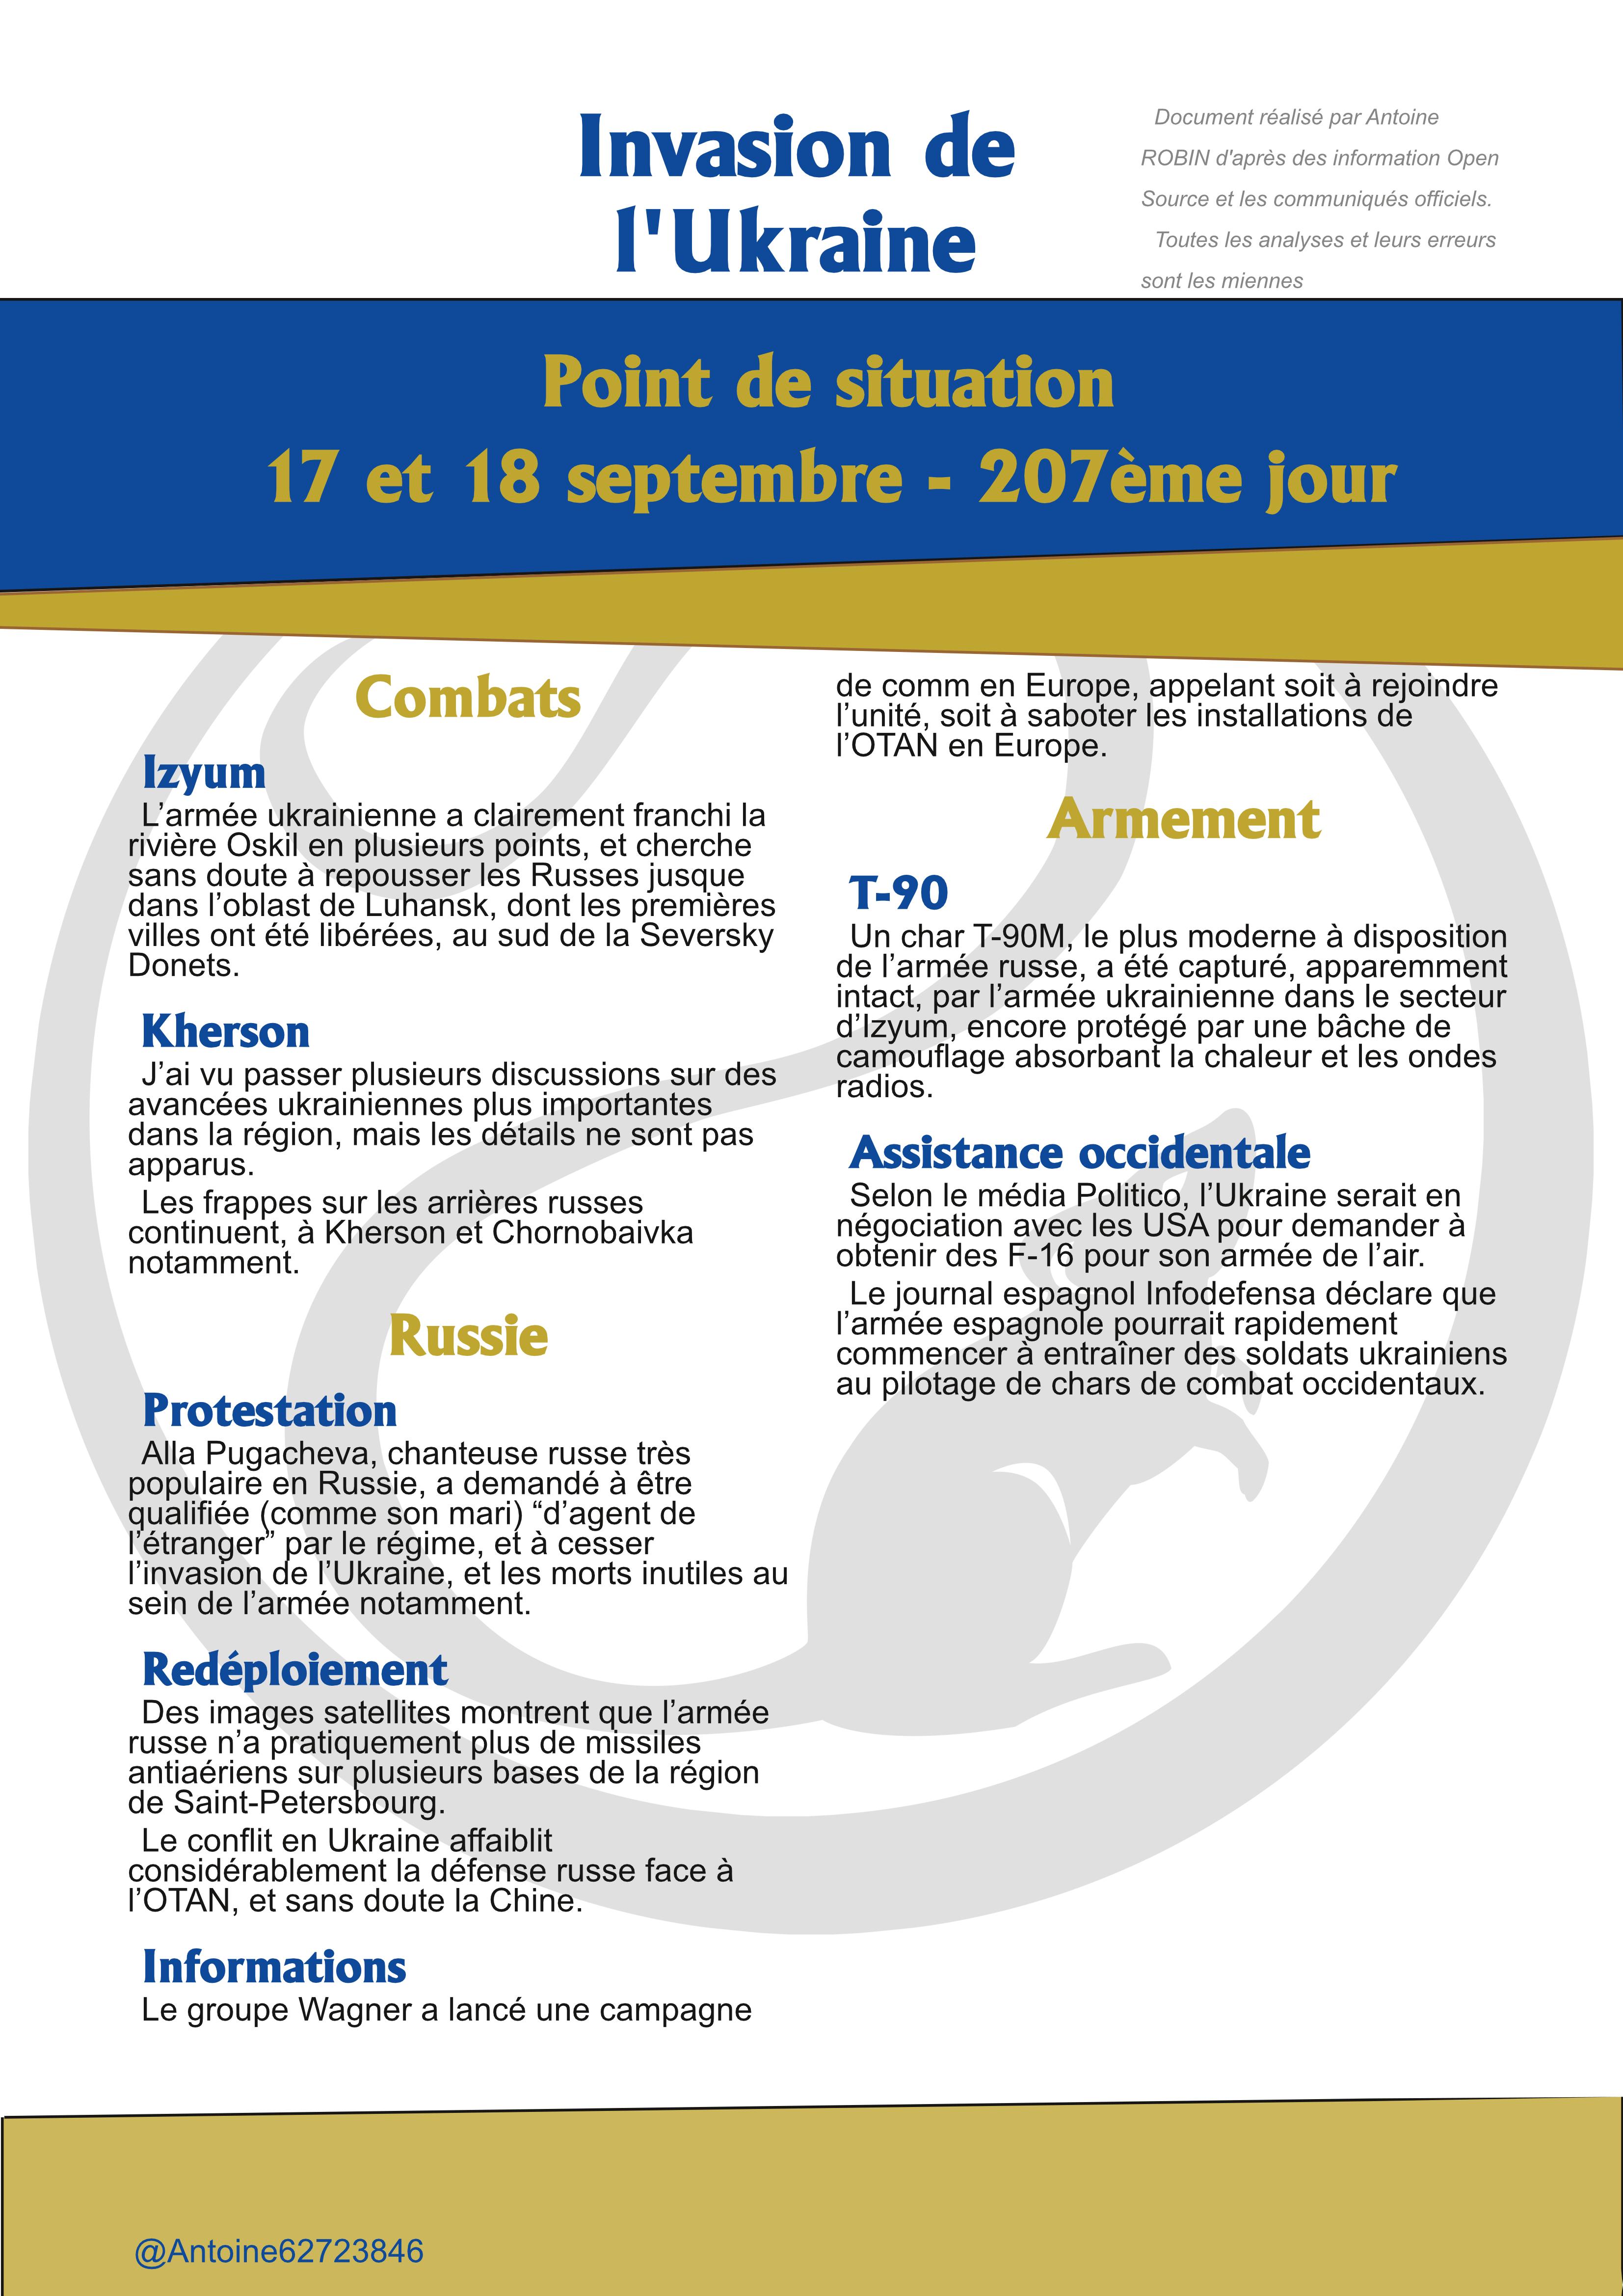 Invasion de
l'Ukraine
Document réalisé par Antoine
ROBIN d'après des information Open
Source et les communiqués officiels.
Toutes les analyses et leurs erreurs
sont les miennes
Point de situation
17 et 18 septembre - 207ème jour
Combats
Izyum
L’armée ukrainienne a clairement franchi la
rivière Oskil en plusieurs points, et cherche
sans doute à repousser les Russes jusque
dans l’oblast de Luhansk, dont les premières
villes ont été libérées, au sud de la Seversky
Donets.
Kherson
J’ai vu passer plusieurs discussions sur des
avancées ukrainiennes plus importantes
dans la région, mais les détails ne sont pas
apparus.
Les frappes sur les arrières russes
continuent, à Kherson et Chornobaivka
notamment.
Russie
Protestation
Alla Pugacheva, chanteuse russe très
populaire en Russie, a demandé à être
qualifiée (comme son mari) “d’agent de
l’étranger” par le régime, et à cesser
l’invasion de l’Ukraine, et les morts inutiles au
sein de l’armée notamment.
Redéploiement
Des images satellites montrent que l’armée
russe n’a pratiquement plus de missiles
antiaériens sur plusieurs bases de la région
de Saint-Petersbourg.
Le conflit en Ukraine affaiblit
considérablement la défense russe face à
l’OTAN, et sans doute la Chine.
Informations
Le groupe Wagner a lancé une campagne
de comm en Europe, appelant soit à rejoindre
l’unité, soit à saboter les installations de
l’OTAN en Europe.
Armement
T-90
Un char T-90M, le plus moderne à disposition
de l’armée russe, a été capturé, apparemment
intact, par l’armée ukrainienne dans le secteur
d’Izyum, encore protégé par une bâche de
camouflage absorbant la chaleur et les ondes
radios.
Assistance occidentale
Selon le média Politico, l’Ukraine serait en
négociation avec les USA pour demander à
obtenir des F-16 pour son armée de l’air.
Le journal espagnol Infodefensa déclare que
l’armée espagnole pourrait rapidement
commencer à entraîner des soldats ukrainiens
au pilotage de chars de combat occidentaux.
@Antoine62723846